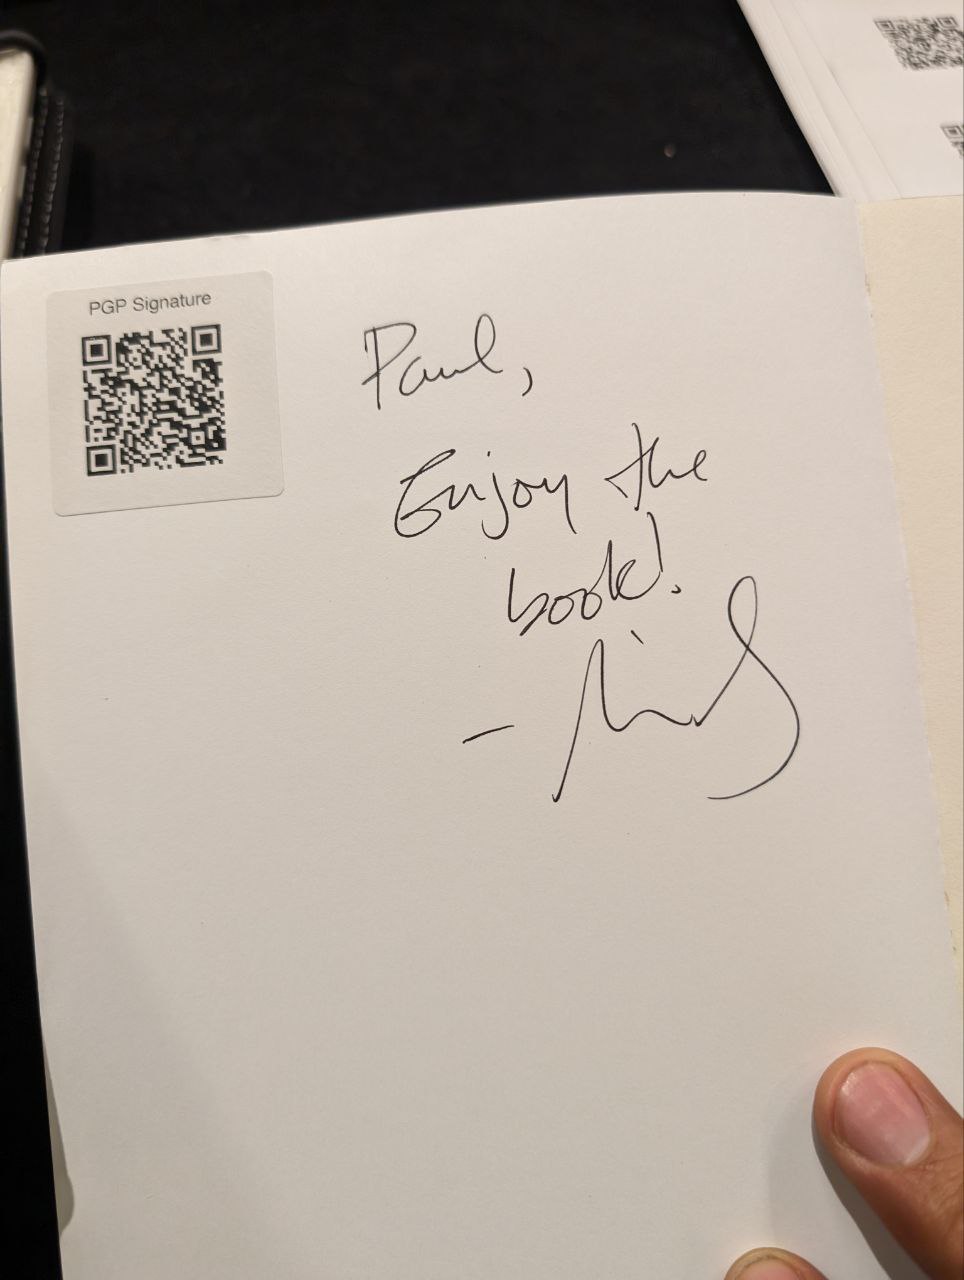 PGP Signature
Paul,
Enjoy the
book!